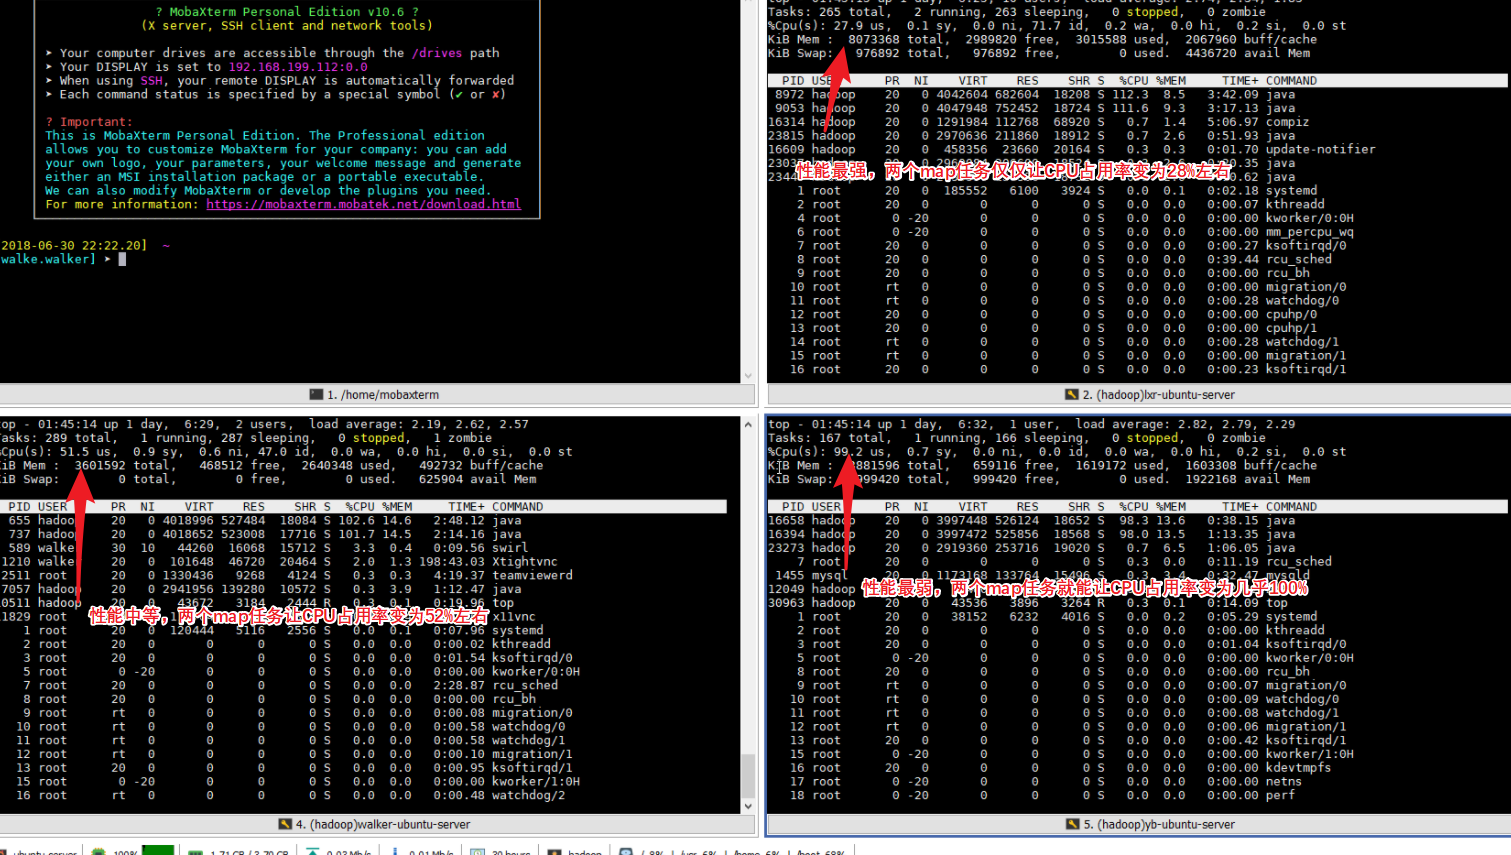 ? MobaXterm Personal Edition v10.6 ?
(X server, SSH client and network tools)
➤ Your computer drives are accessible through the /drives path
➤ Your DISPLAY is set to 192.168.199.112:0.0
➤ When using SSH, your remote DISPLAY is automatically forwarded
➤ Each command status is specified by a special symbol (✔ or ✘)
? Important:
This is MobaXterm Personal Edition. The Professional edition
allows you to customize MobaXterm for your company: you can add
your own logo, your parameters, your welcome message and generate
either an MSI installation package or a portable executable.
We can also modify MobaXterm or develop the plugins you need.
For more information: https://mobaxterm.mobatek.net/download.html
2018-06-30 22:22.20] ~
walke.walker] ➤
1. /home/mobaxterm
Tasks: 265 total, 2 running, 263 sleeping, 0 stopped, 0 zombie
%Cpu(s): 27.9 us, 0.1 sy, 0.0 ni, 71.7 id, 0.2 wa, 0.0 hi, 0.2 si, 0.0 st
KiB Mem : 8073368 total, 2989820 free, 3015588 used, 2067960 buff/cache
KiB Swap: 976892 total, 976892 free, 0 used. 4436720 avail Mem
PID USER PR NI VIRT RES SHR S %CPU %MEM TIME+ COMMAND
8972 hadoop 20 0 4042604 682604 18208 S 112.3 8.5 3:42.09 java
9053 hadoop 20 0 4047948 752452 18724 S 111.6 9.3 3:17.13 java
16314 hadoop 20 0 1291984 112768 68920 S 0.7 1.4 5:06.97 compiz
23815 hadoop 20 0 2970636 211860 18912 S 0.7 2.6 0:51.93 java
16609 hadoop 20 0 458356 23660 20164 S 0.3 0.3 0:01.70 update-notifier
java
性能最强，两个map任务仅仅让CPU占用率变为28%左右
java
1 root 20 0 185552 6100 3924 S 0.0 0.1 0:02.18 systemd
2 root 20 0 0 0 0 S 0.0 0.0 0:00.07 kthreadd
4 root 0 -20 0 0 0 S 0.0 0.0 0:00.00 kworker/0:0H
6 root 0 -20 0 0 0 S 0.0 0.0 0:00.00 mm_percpu_wq
7 root 20 0 0 0 0 S 0.0 0.0 0:00.27 ksoftirqd/0
8 root 20 0 0 0 0 S 0.0 0.0 0:39.44 rcu_sched
9 root 20 0 0 0 0 S 0.0 0.0 0:00.00 rcu_bh
10 root rt 0 0 0 0 S 0.0 0.0 0:00.00 migration/0
11 root rt 0 0 0 0 S 0.0 0.0 0:00.28 watchdog/0
12 root 20 0 0 0 0 S 0.0 0.0 0:00.00 cpuhp/0
13 root 20 0 0 0 0 S 0.0 0.0 0:00.00 cpuhp/1
14 root rt 0 0 0 0 S 0.0 0.0 0:00.28 watchdog/1
15 root rt 0 0 0 0 S 0.0 0.0 0:00.00 migration/1
16 root 20 0 0 0 0 S 0.0 0.0 0:00.23 ksoftirqd/1
2. (hadoop)lxr-ubuntu-server
top - 01:45:14 up 1 day, 6:29, 2 users, load average: 2.19, 2.62, 2.57
Tasks: 289 total, 1 running, 287 sleeping, 0 stopped, 1 zombie
%Cpu(s): 51.5 us, 0.9 sy, 0.6 ni, 47.0 id, 0.0 wa, 0.0 hi, 0.0 si, 0.0 st
KiB Mem : 3601592 total, 468512 free, 2640348 used, 492732 buff/cache
KiB Swap: 0 total, 0 free, 0 used. 625904 avail Mem
PID USER PR NI VIRT RES SHR S %CPU %MEM TIME+ COMMAND
655 hadoop 20 0 4018996 527484 18084 S 102.6 14.6 2:48.12 java
737 hadoop 20 0 4018652 523008 17716 S 101.7 14.5 2:14.16 java
589 walke 30 10 44260 16068 15712 S 3.3 0.4 0:09.56 swirl
1210 walke 20 0 101648 46720 20464 S 2.0 1.3 198:43.03 Xtightvnc
2511 root 20 0 1330436 9268 4124 S 0.3 0.3 4:19.37 teamviewerd
7057 hadoop 20 0 2941956 139280 10572 S 0.3 3.9 1:12.47 java
10511 hadoop 20 0 43672 3184 2444 R 0.3 0.1 0:19.96 top
11829 root x11vnc
性能中等，两个map任务让CPU占用率变为52%左右
1 root 20 0 120444 5116 2556 S 0.0 0.1 0:07.96 systemd
2 root 20 0 0 0 0 S 0.0 0.0 0:00.02 kthreadd
3 root 20 0 0 0 0 S 0.0 0.0 0:01.54 ksoftirqd/0
5 root 0 -20 0 0 0 S 0.0 0.0 0:00.00 kworker/0:0H
7 root 20 0 0 0 0 S 0.0 0.0 2:28.87 rcu_sched
8 root 20 0 0 0 0 S 0.0 0.0 0:00.00 rcu_bh
9 root rt 0 0 0 0 S 0.0 0.0 0:00.08 migration/0
10 root rt 0 0 0 0 S 0.0 0.0 0:00.58 watchdog/0
11 root rt 0 0 0 0 S 0.0 0.0 0:00.58 watchdog/1
12 root rt 0 0 0 0 S 0.0 0.0 0:00.10 migration/1
13 root 20 0 0 0 0 S 0.0 0.0 0:00.95 ksoftirqd/1
15 root 0 -20 0 0 0 S 0.0 0.0 0:00.00 kworker/1:0H
16 root rt 0 0 0 0 S 0.0 0.0 0:00.48 watchdog/2
4. (hadoop)walker-ubuntu-server
top - 01:45:14 up 1 day, 6:32, 1 user, load average: 2.82, 2.79, 2.29
Tasks: 167 total, 1 running, 166 sleeping, 0 stopped, 0 zombie
%Cpu(s): 99.2 us, 0.7 sy, 0.0 ni, 0.0 id, 0.0 wa, 0.0 hi, 0.2 si, 0.0 st
KiB Mem : 3881596 total, 659116 free, 1619172 used, 1603308 buff/cache
KiB Swap: 999420 total, 999420 free, 0 used. 1922168 avail Mem
PID USER PR NI VIRT RES SHR S %CPU %MEM TIME+ COMMAND
16658 hadoop 20 0 3997448 526124 18652 S 98.3 13.6 0:38.15 java
16394 hadoop 20 0 3997472 525856 18568 S 98.0 13.5 1:13.35 java
23273 hadoop 20 0 2919360 253716 19020 S 0.7 6.5 1:06.05 java
7 root 20 0 0 0 0 S 0.3 0.0 0:11.19 rcu_sched
1455 mysql 20 0 1173168 133764 15496 S 0.3 3.4 0:32.47 mysqld
12049 hadoop
性能最弱，两个map任务就能让CPU占用率变为几乎100%
30963 hadoop 20 0 43536 3896 3264 R 0.3 0.1 0:14.09 top
1 root 20 0 38152 6232 4016 S 0.0 0.2 0:05.29 systemd
2 root 20 0 0 0 0 S 0.0 0.0 0:00.00 kthreadd
3 root 20 0 0 0 0 S 0.0 0.0 0:01.04 ksoftirqd/0
5 root 0 -20 0 0 0 S 0.0 0.0 0:00.00 kworker/0:0H
8 root 20 0 0 0 0 S 0.0 0.0 0:00.00 rcu_bh
9 root rt 0 0 0 0 S 0.0 0.0 0:00.07 migration/0
10 root rt 0 0 0 0 S 0.0 0.0 0:00.09 watchdog/0
11 root rt 0 0 0 0 S 0.0 0.0 0:00.08 watchdog/1
12 root rt 0 0 0 0 S 0.0 0.0 0:00.06 migration/1
13 root 20 0 0 0 0 S 0.0 0.0 0:00.42 ksoftirqd/1
15 root 0 -20 0 0 0 S 0.0 0.0 0:00.00 kworker/1:0H
16 root 20 0 0 0 0 S 0.0 0.0 0:00.00 kdevtmpfs
17 root 0 -20 0 0 0 S 0.0 0.0 0:00.00 netns
18 root 0 -20 0 0 0 S 0.0 0.0 0:00.00 perf
5. (hadoop)yb-ubuntu-server